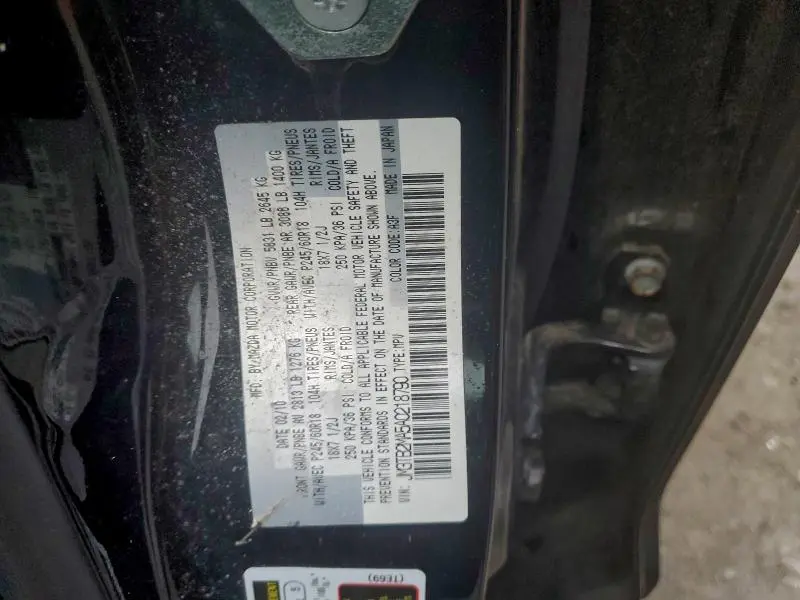 MFD. BY:MAZDA MOTOR CORPORATION
DATE 02/10 GVWR/PNBV 5831 LB 2645 KG
FRONT GAWR/PNBE AV 2813 LB 1276 KG REAR GAWR/PNBE AR 3086 LB 1400 KG
WITH/AVEC P245/60R18 104H TIRES/PNEUS WITH/AVEC P245/60R18 104H TIRES/PNEUS
18X7 1/2J RIMS/JANTES 18X7 1/2J RIMS/JANTES
250 KPA/36 PSI COLD/A FROID 250 KPA/36 PSI COLD/A FROID
THIS VEHICLE CONFORMS TO ALL APPLICABLE FEDERAL MOTOR VEHICLE SAFETY AND THEFT
PREVENTION STANDARDS IN EFFECT ON THE DATE OF MANUFACTURE SHOWN ABOVE.
VIN: JM3TB2MA5A0218790 TYPE:MPV COLOR CODE:A3F MADE IN JAPAN
(TE69)